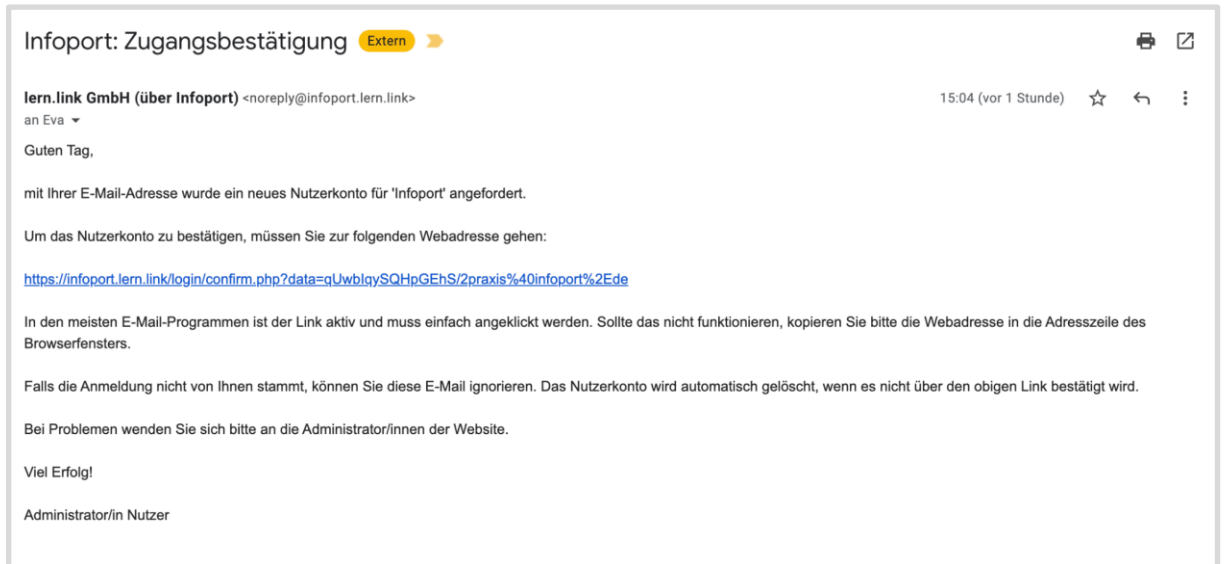 Infoport: Zugangsbestätigung Extern
lern.link GmbH (über Infoport) <noreply@infoport.lern.link> 15:04 (vor 1 Stunde)
an Eva
Guten Tag,
mit Ihrer E-Mail-Adresse wurde ein neues Nutzerkonto für 'Infoport' angefordert.
Um das Nutzerkonto zu bestätigen, müssen Sie zur folgenden Webadresse gehen:
https://infoport.lern.link/login/confirm.php?data=qUwbIqySQHpGEhS/2praxis%40infoport%2Ede
In den meisten E-Mail-Programmen ist der Link aktiv und muss einfach angeklickt werden. Sollte das nicht funktionieren, kopieren Sie bitte die Webadresse in die Adresszeile des
Browserfensters.
Falls die Anmeldung nicht von Ihnen stammt, können Sie diese E-Mail ignorieren. Das Nutzerkonto wird automatisch gelöscht, wenn es nicht über den obigen Link bestätigt wird.
Bei Problemen wenden Sie sich bitte an die Administrator/innen der Website.
Viel Erfolg!
Administrator/in Nutzer